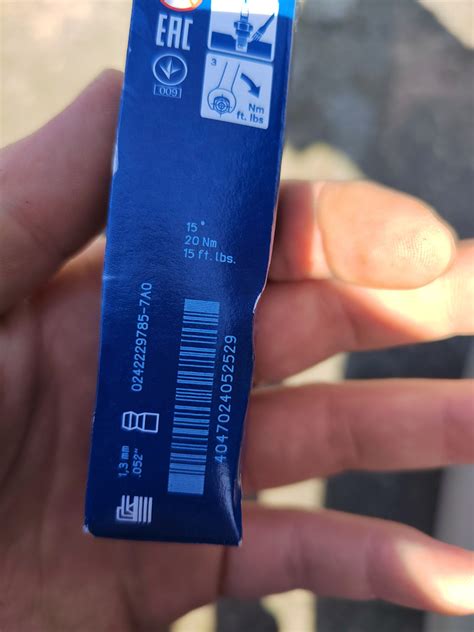 EAC
009
3
Nm
ft. lbs
15°
20 Nm
15 ft. lbs.
0242229785-7A0
4047024052529
1,3 mm
.052"